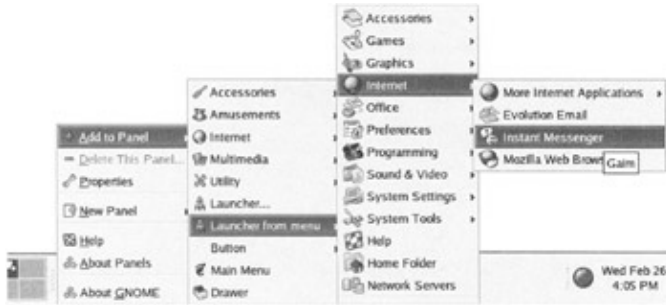 Add to Panel
Delete This Panel...
Properties
New Panel
Help
About Panels
About GNOME
Accessories
Amusements
Internet
Multimedia
Utility
Launcher...
Launcher from menu
Button
Main Menu
Drawer
Accessories
Games
Graphics
Internet
Office
Preferences
Programming
Sound & Video
System Settings
System Tools
Help
Home Folder
Network Servers
More Internet Applications
Evolution Email
Instant Messenger
Mozilla Web Brow
Gaim
Wed Feb 26
4:05 PM